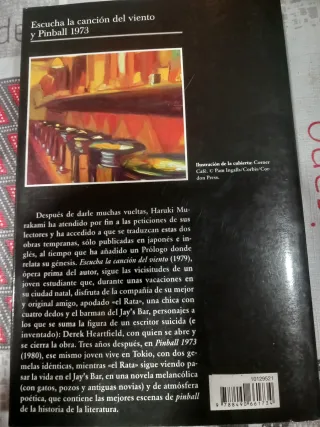 Escucha la canción del viento
y Pinball 1973
Ilustración de la cubierta: Corner
Café. © Pam Ingalls/Corbis/Cor-
don Press.
Después de darle muchas vueltas, Haruki Mu-
rakami ha atendido por fin a las peticiones de sus
lectores y ha accedido a que se traduzcan estas dos
obras tempranas, sólo publicadas en japonés e in-
glés, al tiempo que ha añadido un Prólogo donde
relata su génesis. Escucha la canción del viento (1979),
ópera prima del autor, sigue las vicisitudes de un
joven estudiante que, durante unas vacaciones en
su ciudad natal, disfruta de la compañía de su mejor
y original amigo, apodado «el Rata», una chica con
cuatro dedos y el barman del Jay's Bar, personajes a
los que se suma la figura de un escritor suicida (e
inventado): Derek Heartfield, con quien se abre y
se cierra la obra. Tres años después, en Pinball 1973
(1980), ese mismo joven vive en Tokio, con dos ge-
melas idénticas, mientras «el Rata» sigue viendo pa-
sar la vida en el Jay's Bar, en una novela melancólica
(con gatos, pozos y antiguas novias) y de atmósfera
poética, que contiene las mejores escenas de pinball
de la historia de la literatura.
10129521